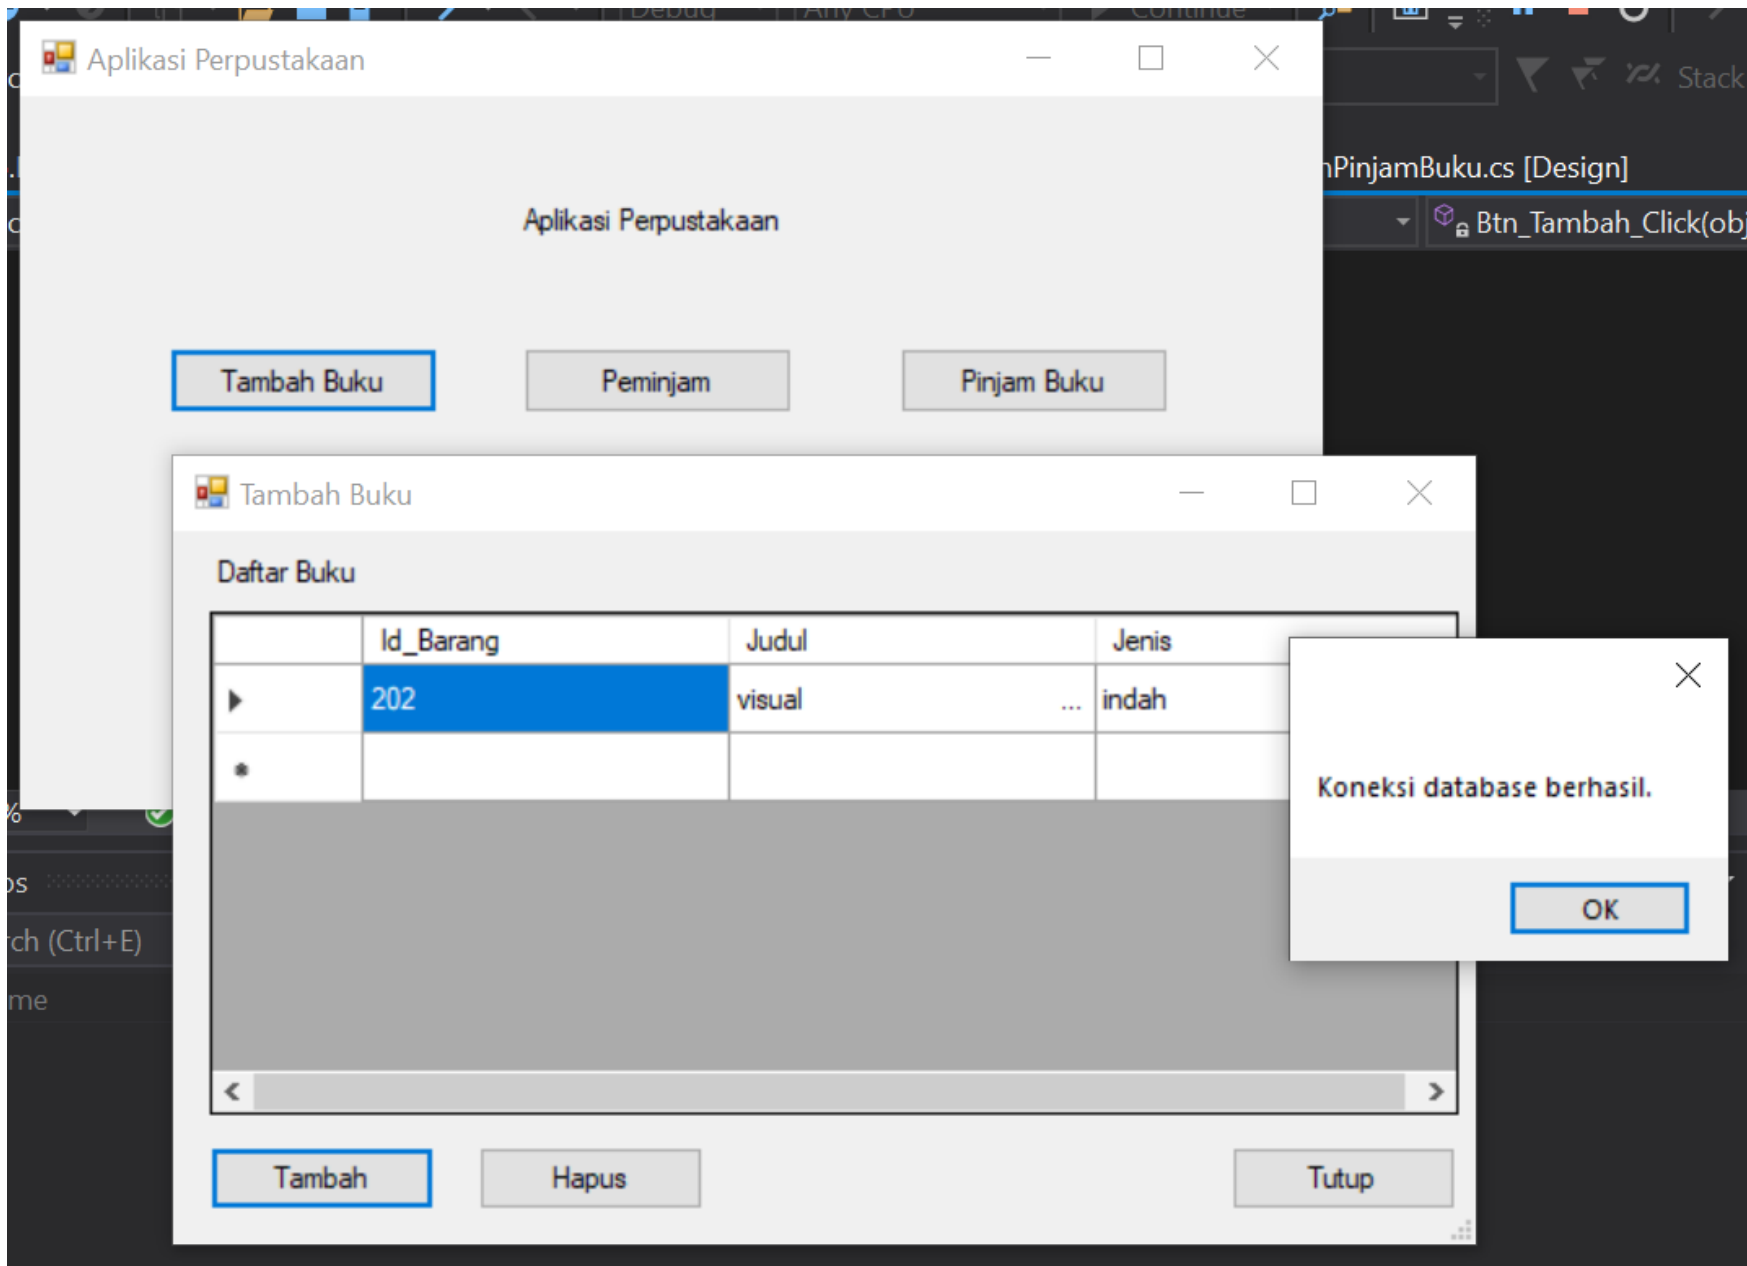 Debug Any CPU Continue
Aplikasi Perpustakaan
Stack
PinjamBuku.cs [Design]
Aplikasi Perpustakaan
Btn_Tambah_Click(obj
Tambah Buku Peminjam Pinjam Buku
Tambah Buku
Daftar Buku
Id_Barang Judul Jenis
202 visual ... indah
Koneksi database berhasil.
OK
%
os
rch (Ctrl+E)
me
Tambah Hapus Tutup